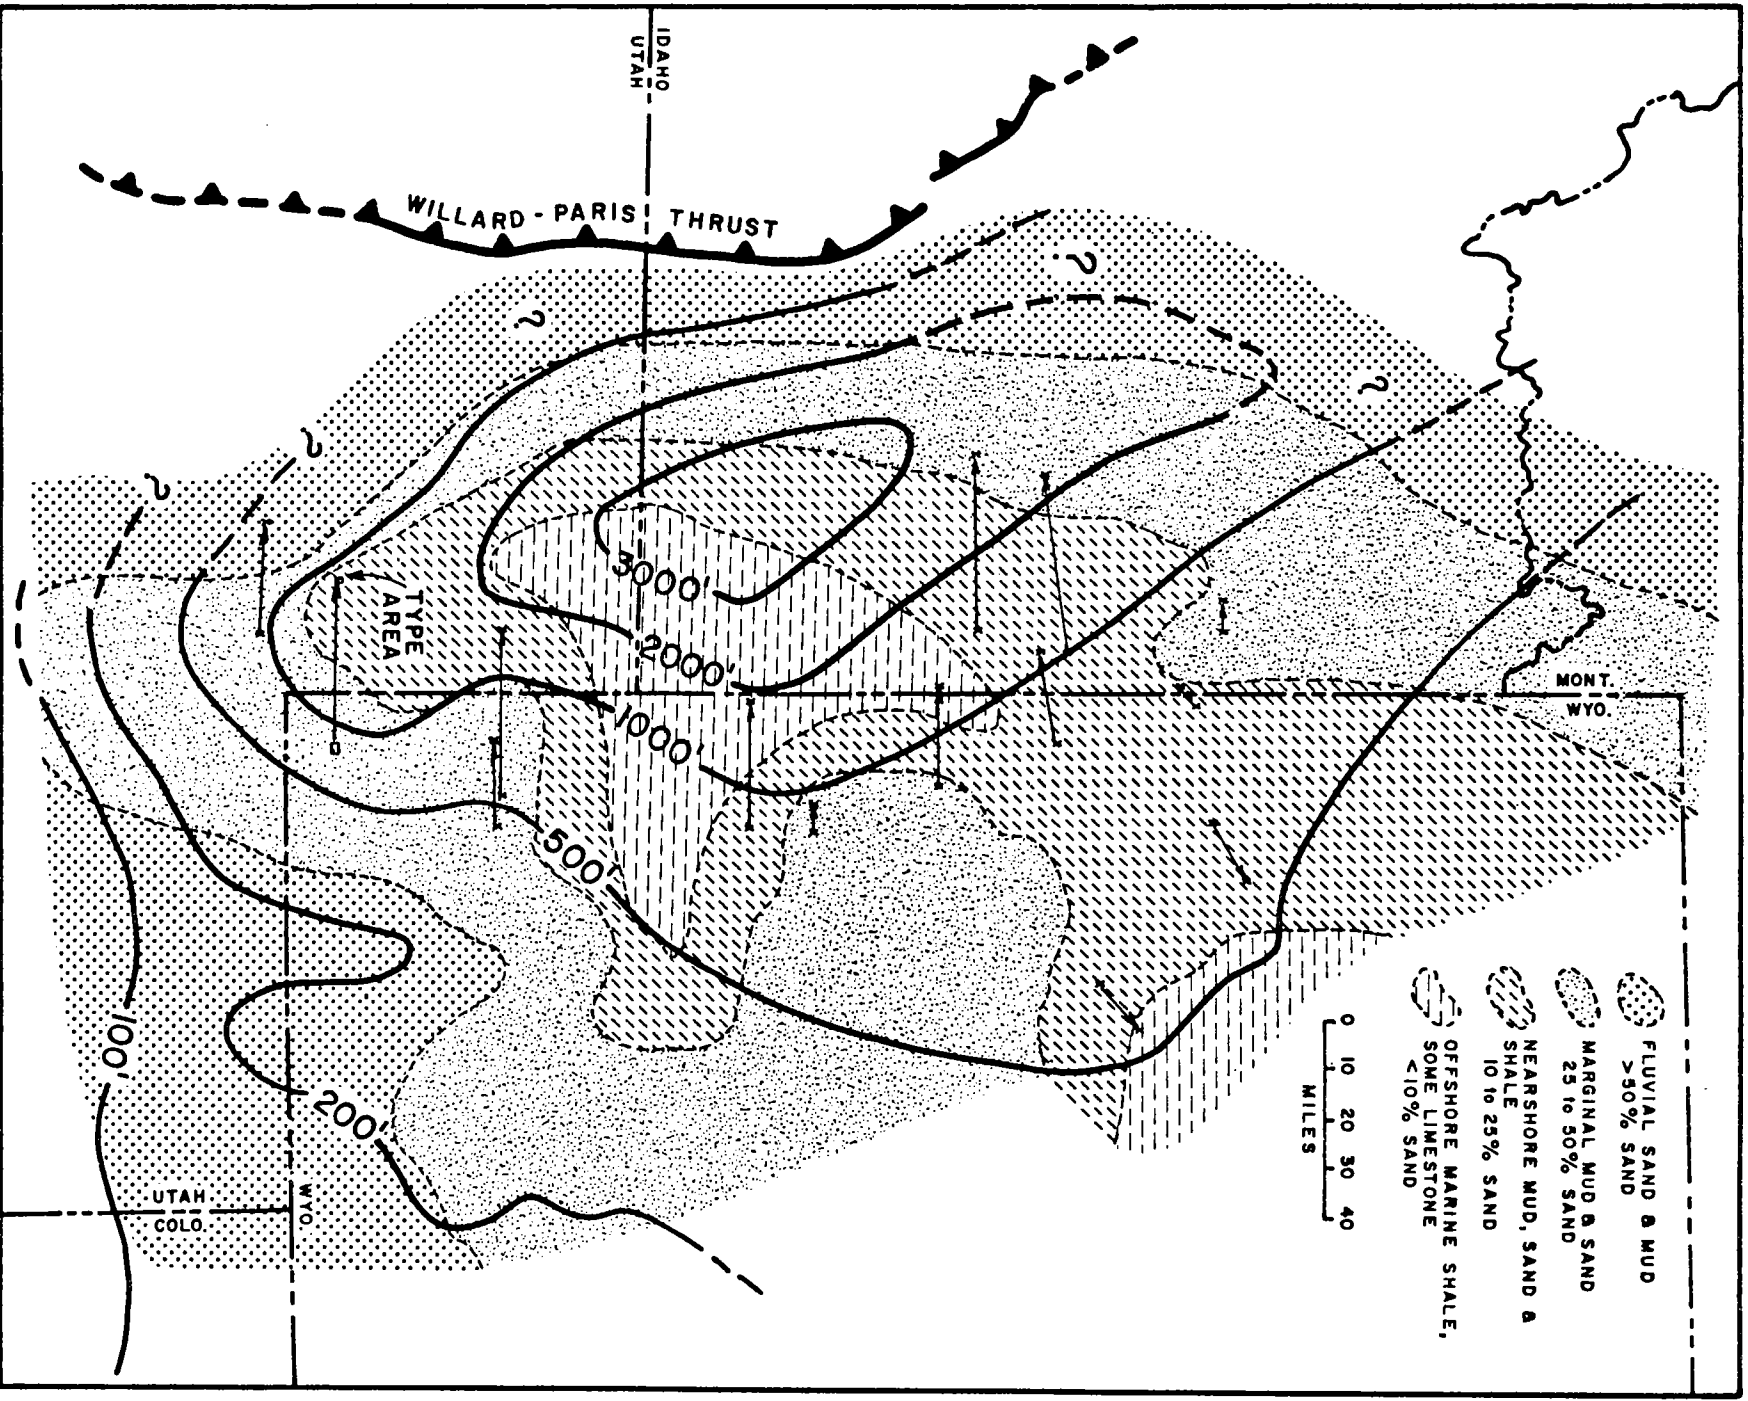 IDAHO
UTAH
WILLARD-PARIS THRUST
?
?
?
?
?
TYPE
AREA
3000'
2000'
1000'
500'
200'
100'
MONT.
WYO.
UTAH
COLO.
WYO.
FLUVIAL SAND & MUD
>50% SAND
MARGINAL MUD & SAND
25 to 50% SAND
NEARSHORE MUD, SAND &
SHALE
10 to 25% SAND
OFFSHORE MARINE SHALE,
SOME LIMESTONE
<10% SAND
0 10 20 30 40
MILES